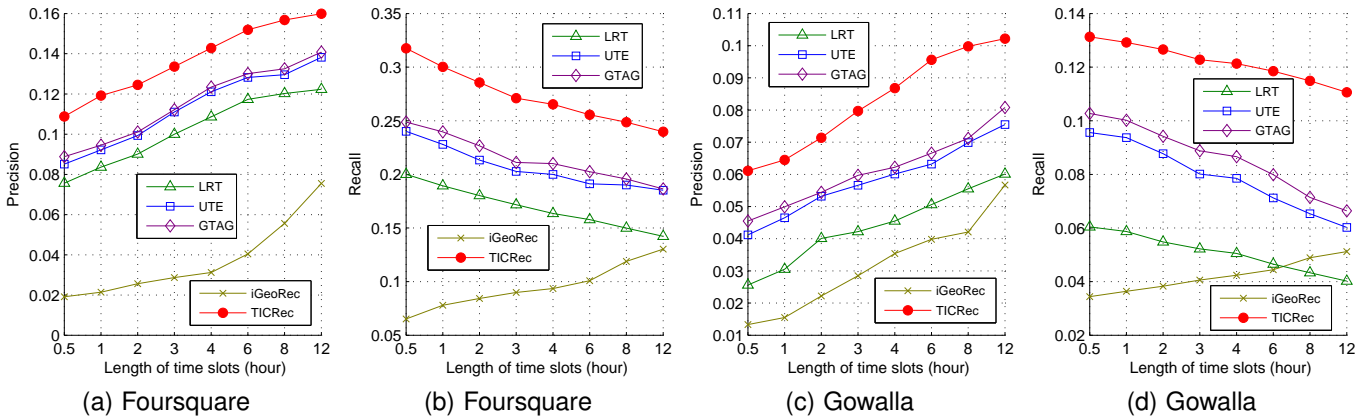 0.16
0.14
0.12
0.1
0.08
0.06
0.04
0.02
0
Precision
LRT
UTE
GTAG
iGeoRec
TICRec
0.5 1 2 3 4 6 8 12
Length of time slots (hour)
(a) Foursquare
0.35
0.3
0.25
0.2
0.15
0.1
0.05
Recall
LRT
UTE
GTAG
iGeoRec
TICRec
0.5 1 2 3 4 6 8 12
Length of time slots (hour)
(b) Foursquare
0.11
0.1
0.09
0.08
0.07
0.06
0.05
0.04
0.03
0.02
0.01
Precision
LRT
UTE
GTAG
iGeoRec
TICRec
0.5 1 2 3 4 6 8 12
Length of time slots (hour)
(c) Gowalla
0.14
0.12
0.1
0.08
0.06
0.04
0.02
Recall
LRT
UTE
GTAG
iGeoRec
TICRec
0.5 1 2 3 4 6 8 12
Length of time slots (hour)
(d) Gowalla